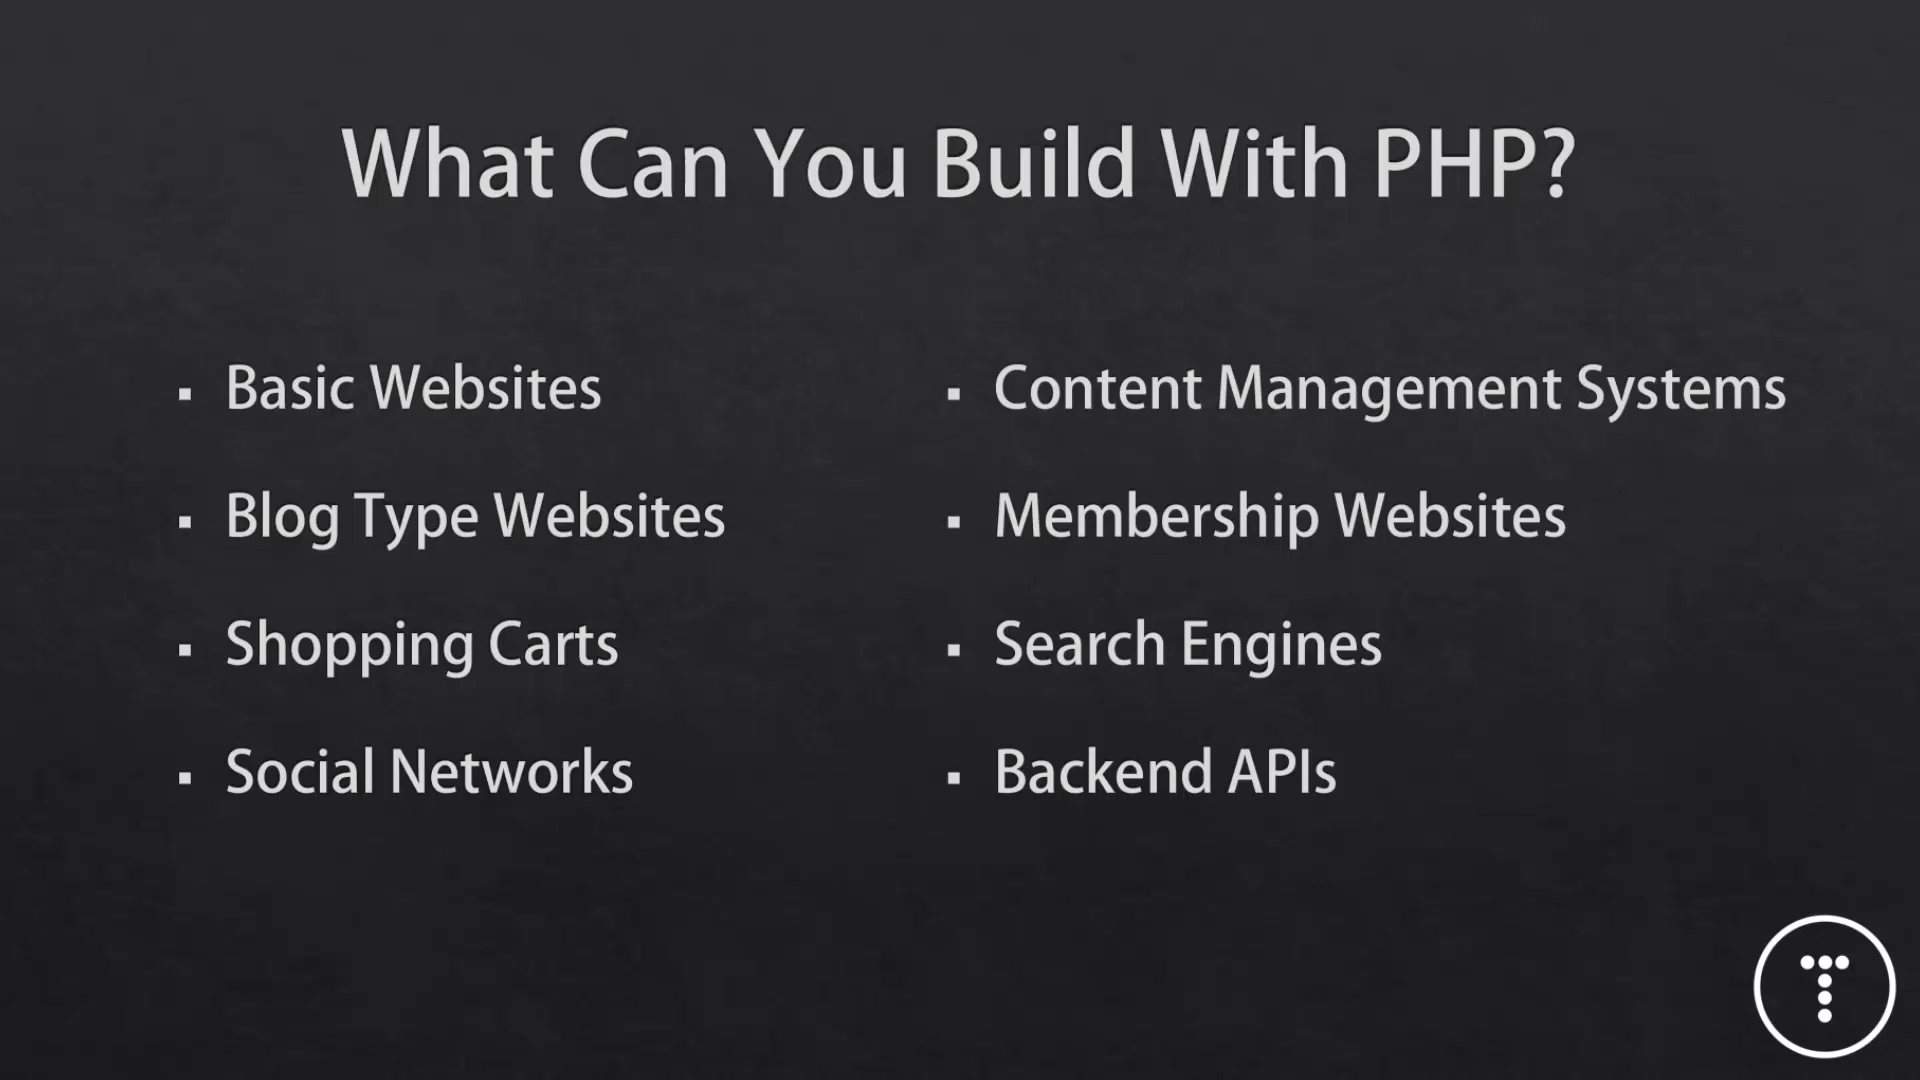 What Can You Build With PHP?
▪ Basic Websites
▪ Blog Type Websites
▪ Shopping Carts
▪ Social Networks
▪ Content Management Systems
▪ Membership Websites
▪ Search Engines
▪ Backend APIs
T